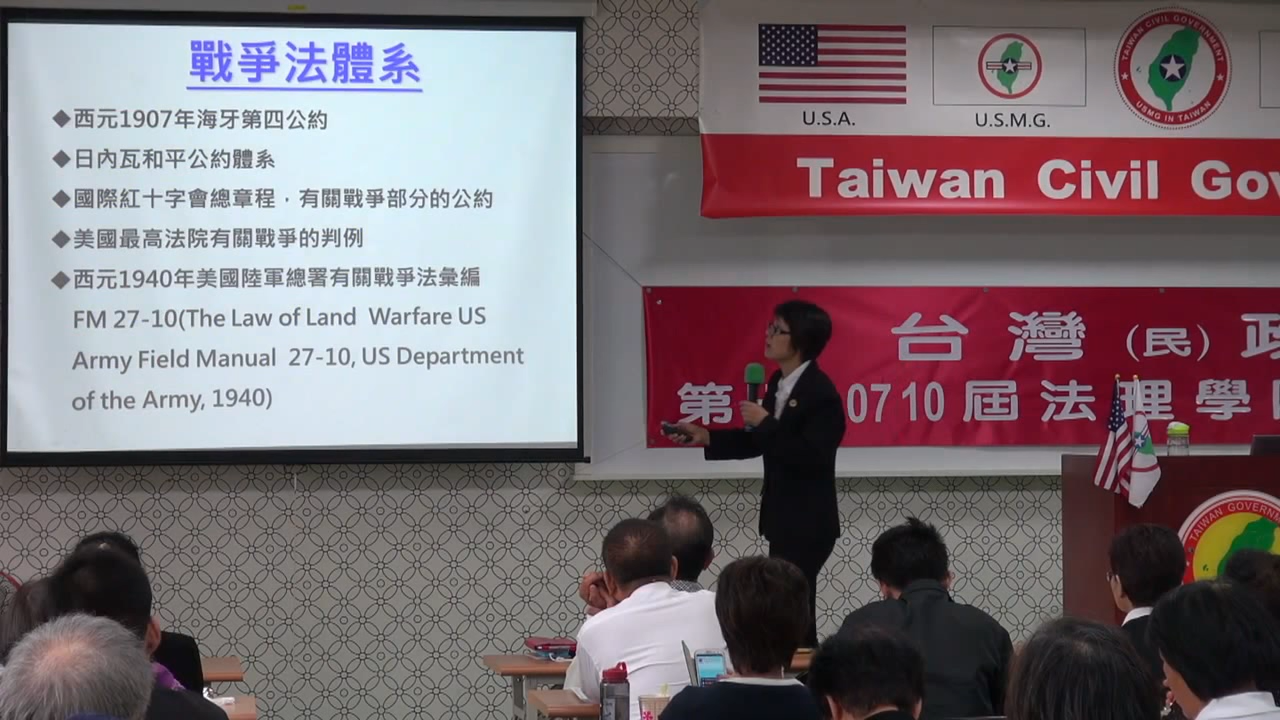 戰爭法體系
◆西元1907年海牙第四公約
◆日內瓦和平公約體系
◆國際紅十字會總章程，有關戰爭部分的公約
◆美國最高法院有關戰爭的判例
◆西元1940年美國陸軍總署有關戰爭法彙編
FM 27-10(The Law of Land Warfare US
Army Field Manual 27-10, US Department
of the Army, 1940)
U.S.A.
U.S.M.G.
TAIWAN CIVIL GOVERNMENT
USMG IN TAIWAN
Taiwan Civil Gov
台灣(民)政
第 0710屆法理學
TAIWAN GOVERNM